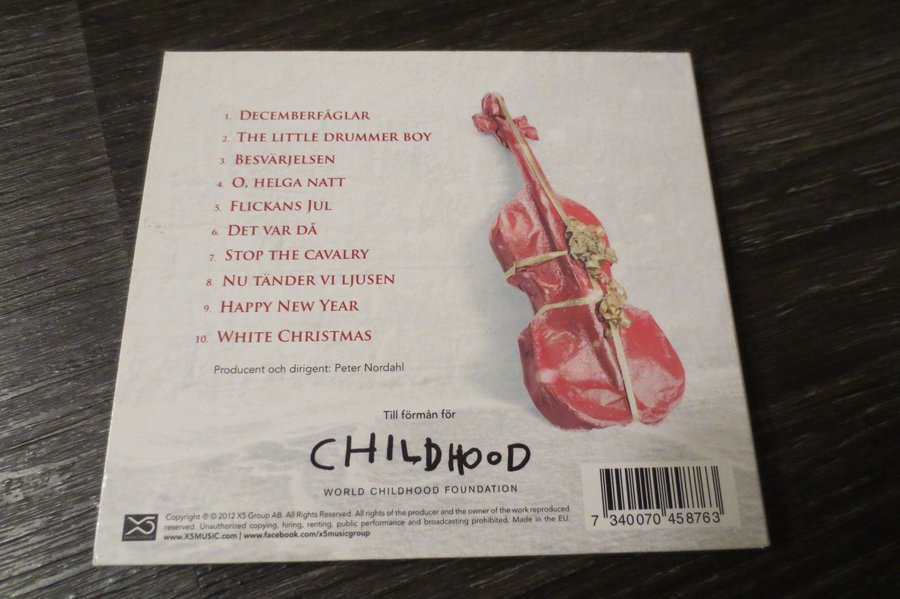 1. Decemberfåglar
2. The little drummer boy
3. Besvärjelsen
4. O, helga natt
5. Flickans Jul
6. Det var då
7. Stop the cavalry
8. Nu tänder vi ljusen
9. Happy New Year
10. White Christmas
Producent och dirigent: Peter Nordahl
Till förmån för
CHILDHOOD
WORLD CHILDHOOD FOUNDATION
X5
Copyright ℗ © 2012 X5 Group AB. All Rights Reserved. All rights of the producer and the owner of the work reproduced
reserved. Unauthorized copying, hiring, renting, public performance and broadcasting prohibited. Made in the EU.
www.X5MUSIC.com | www.facebook.com/x5musicgroup
7 340070 458763